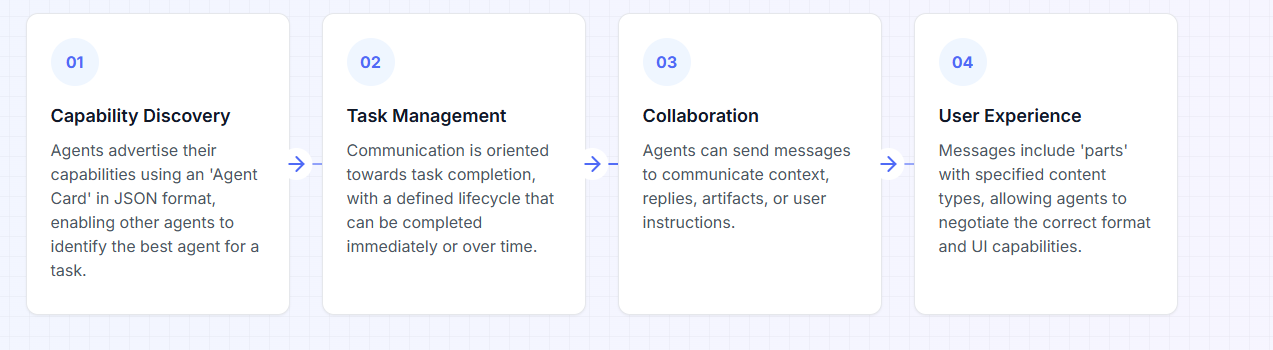 01
Capability Discovery
Agents advertise their
capabilities using an 'Agent
Card' in JSON format,
enabling other agents to
identify the best agent for a
task.
02
Task Management
Communication is oriented
towards task completion,
with a defined lifecycle that
can be completed
immediately or over time.
03
Collaboration
Agents can send messages
to communicate context,
replies, artifacts, or user
instructions.
04
User Experience
Messages include 'parts'
with specified content
types, allowing agents to
negotiate the correct format
and UI capabilities.